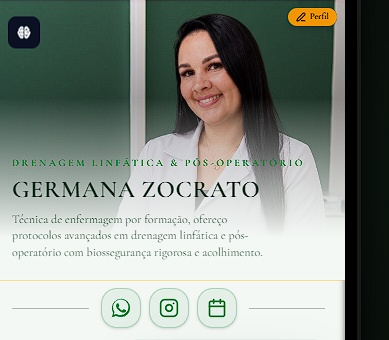 Perfil
DRENAGEM LINFÁTICA & PÓS-OPERATÓRIO
GERMANA ZOCRATO
Técnica de enfermagem por formação, ofereço
protocolos avançados em drenagem linfática e pós-
operatório com biossegurança rigorosa e acolhimento.